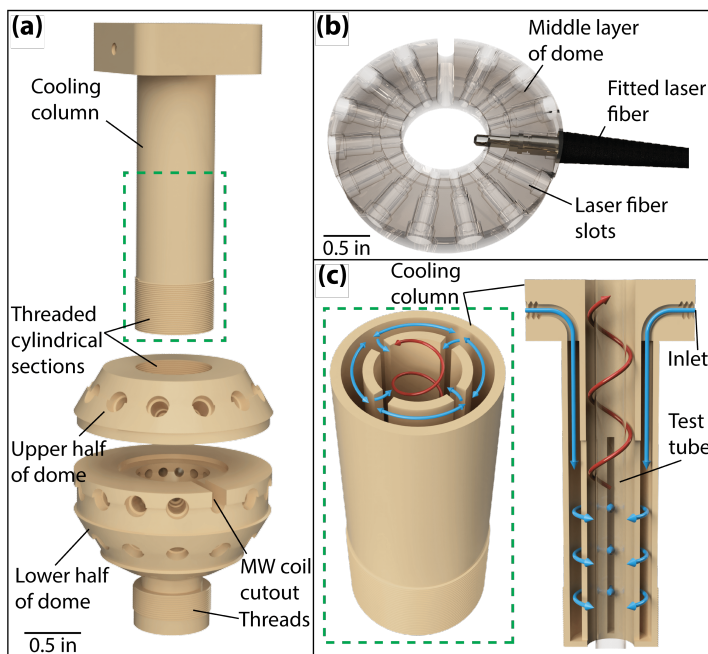 (a)
Cooling
column
Threaded
cylindrical
sections
Upper half
of dome
Lower half
of dome
MW coil
cutout
Threads
0.5 in
(b)
Middle layer
of dome
Fitted laser
fiber
Laser fiber
slots
0.5 in
(c)
Cooling
column
Inlet
Test
tube